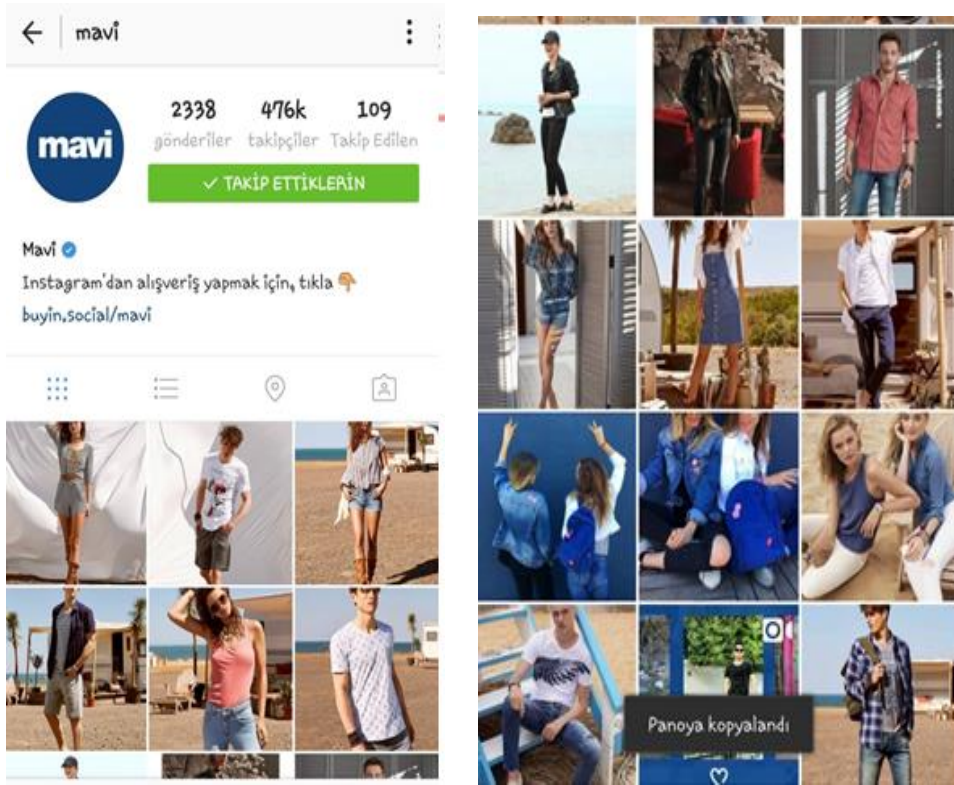 mavi
mavi
2338 476k 109
gönderiler takipçiler Takip Edilen
✓ TAKİP ETTİKLERİN
Mavi
Instagram'dan alışveriş yapmak için, tıkla
buyin.social/mavi
Panoya kopyalandı